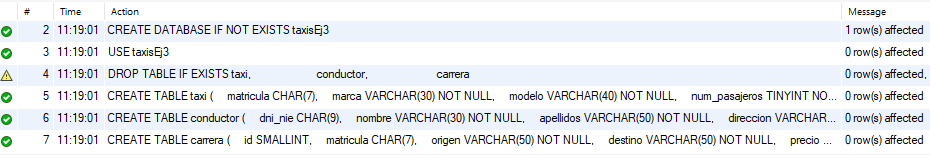 # Time Action Message
2 11:19:01 CREATE DATABASE IF NOT EXISTS taxisEj3 1 row(s) affected
3 11:19:01 USE taxisEj3 0 row(s) affected
4 11:19:01 DROP TABLE IF EXISTS taxi, conductor, carrera 0 row(s) affected,
5 11:19:01 CREATE TABLE taxi ( matricula CHAR(7), marca VARCHAR(30) NOT NULL, modelo VARCHAR(40) NOT NULL, num_pasajeros TINYINT NO... 0 row(s) affected
6 11:19:01 CREATE TABLE conductor ( dni_nie CHAR(9), nombre VARCHAR(30) NOT NULL, apellidos VARCHAR(50) NOT NULL, direccion VARCHAR... 0 row(s) affected
7 11:19:01 CREATE TABLE carrera ( id SMALLINT, matricula CHAR(7), origen VARCHAR(50) NOT NULL, destino VARCHAR(50) NOT NULL, precio ... 0 row(s) affected